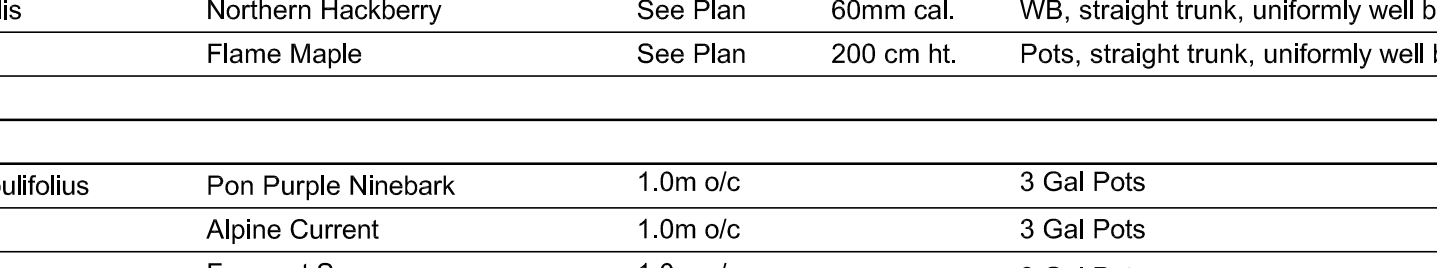 lis Northern Hackberry See Plan 60mm cal. WB, straight trunk, uniformly well b
Flame Maple See Plan 200 cm ht. Pots, straight trunk, uniformly well
ulifolius Pon Purple Ninebark 1.0m o/c 3 Gal Pots
Alpine Current 1.0m o/c 3 Gal Pots